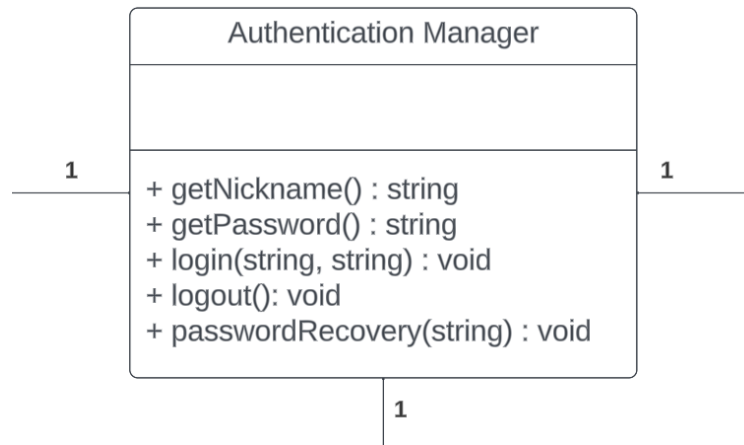 Authentication Manager
1
1
+ getNickname() : string
+ getPassword() : string
+ login(string, string) : void
+ logout(): void
+ passwordRecovery(string) : void
1